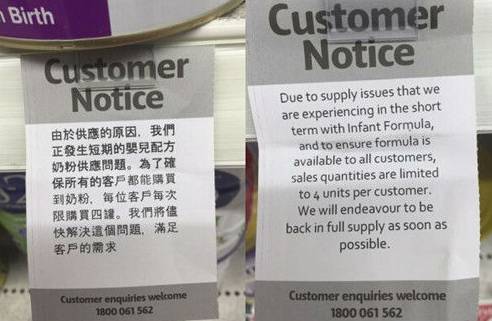 n Birth
Customer
Notice
由於供應的原因，我們
正發生短期的嬰兒配方
奶粉供應問題。為了確
保所有的客戶都能購買
到奶粉，每位客戶每次
限購買四罐。我們將儘
快解決這個問題，滿足
客戶的需求
Customer enquiries welcome
1800 061 562
Customer
Notice
Due to supply issues that we
are experiencing in the short
term with Infant Formula,
and to ensure formula is
available to all customers,
sales quantities are limited
to 4 units per customer.
We will endeavour to be
back in full supply as soon as
possible.
Customer enquiries welcome
1800 061 562